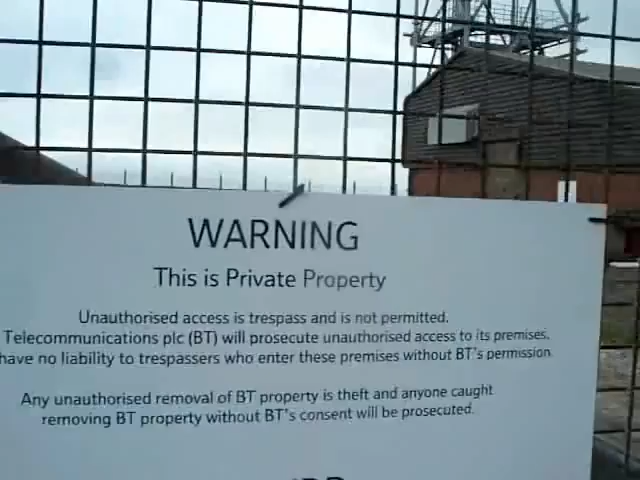 WARNING
This is Private Property
Unauthorised access is trespass and is not permitted.
Telecommunications plc (BT) will prosecute unauthorised access to its premises.
have no liability to trespassers who enter these premises without BT's permission
Any unauthorised removal of BT property is theft and anyone caught
removing BT property without BT's consent will be prosecuted.